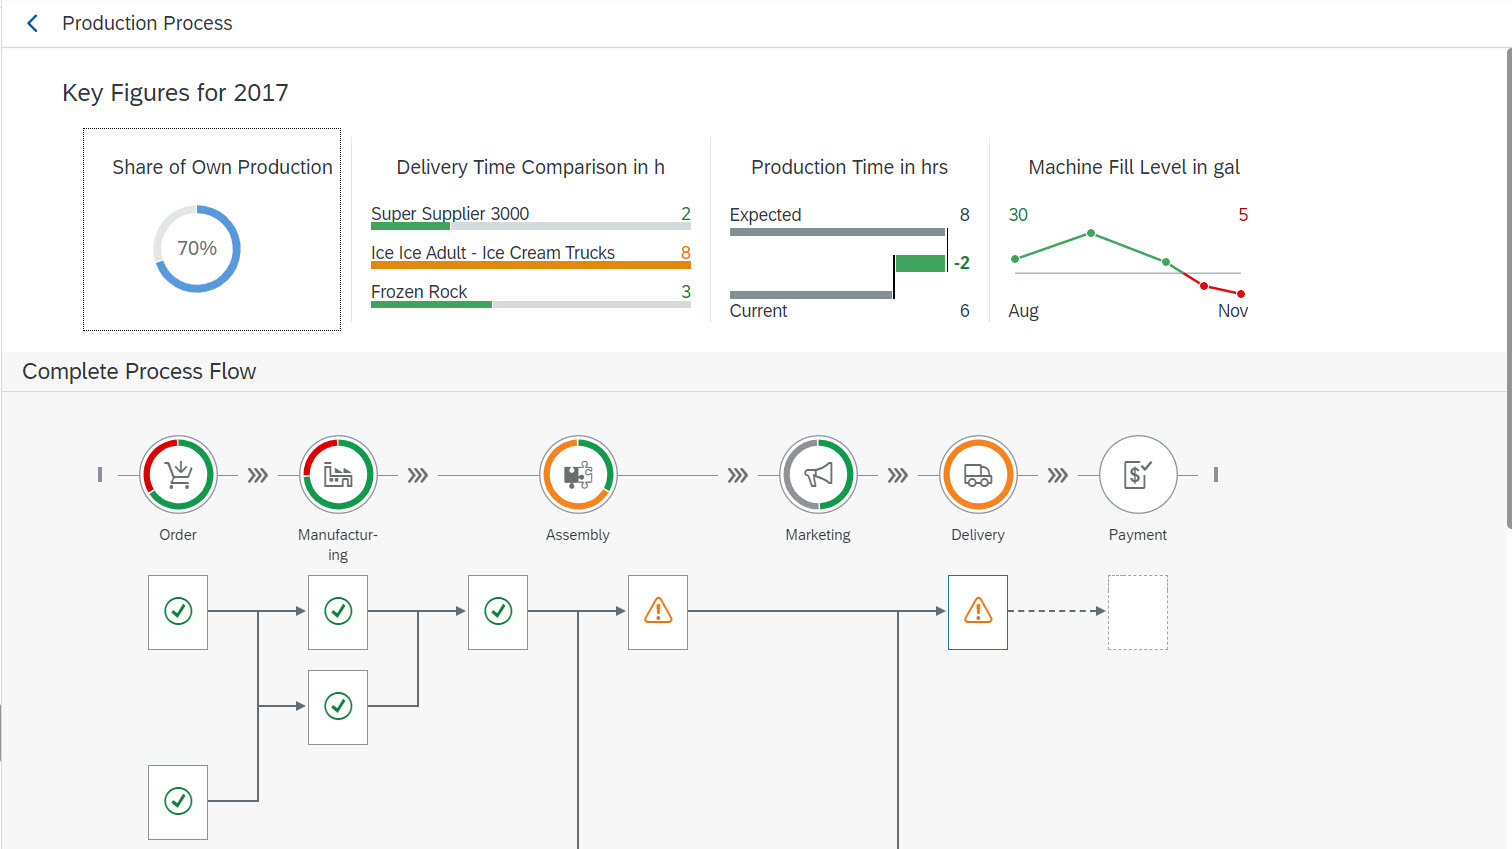 Production Process
Key Figures for 2017
Share of Own Production
70%
Delivery Time Comparison in h
Super Supplier 3000 2
Ice Ice Adult - Ice Cream Trucks 8
Frozen Rock 3
Production Time in hrs
Expected 8
-2
Current 6
Machine Fill Level in gal
30 5
Aug Nov
Complete Process Flow
Order
Manufactur-
ing
Assembly
Marketing
Delivery
Payment